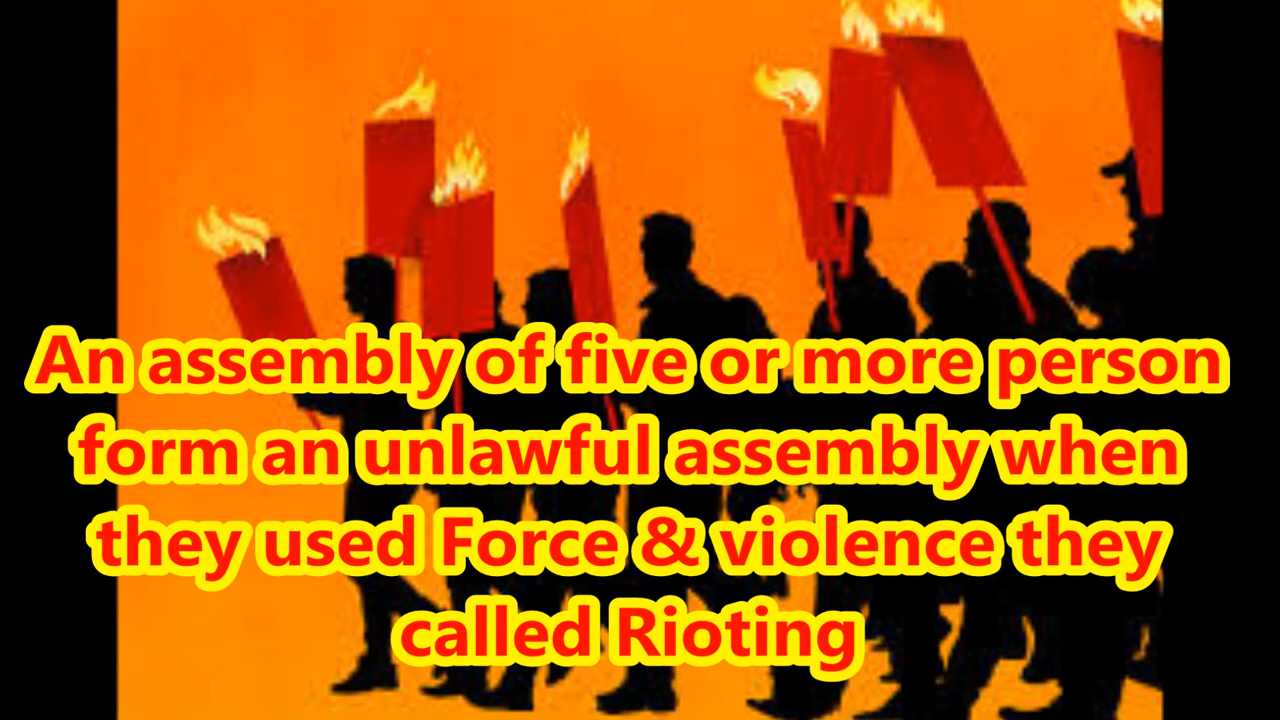 An assembly of five or more person
form an unlawful assembly when
they used Force & violence they
called Rioting